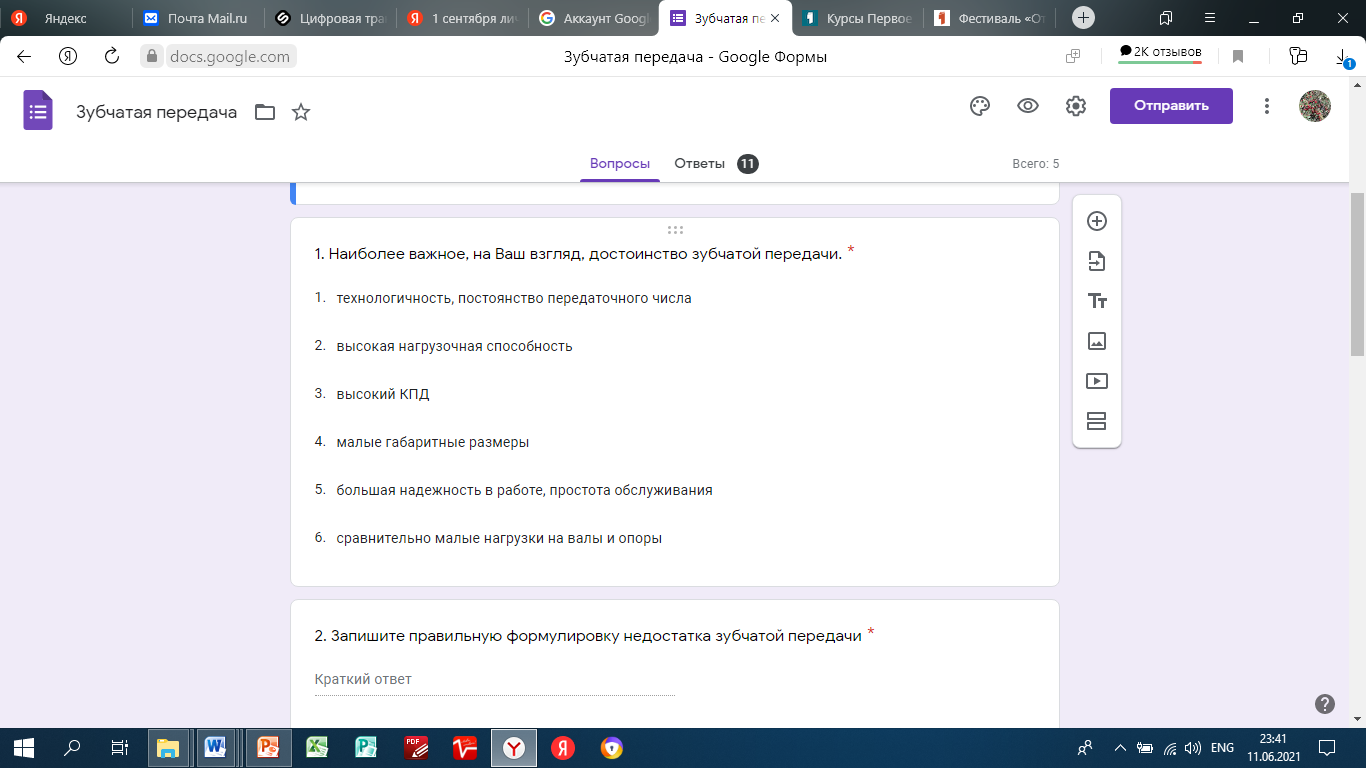 Яндекс
Почта Mail.ru
Цифровая тра
1 сентября ли
Аккаунт Googl
Зубчатая пе
Курсы Первое
Фестиваль «От
docs.google.com
Зубчатая передача - Google Формы
2K отзывов
1
Зубчатая передача
Отправить
Вопросы
Ответы 11
Всего: 5
1. Наиболее важное, на Ваш взгляд, достоинство зубчатой передачи. *
1. технологичность, постоянство передаточного числа
2. высокая нагрузочная способность
3. высокий КПД
4. малые габаритные размеры
5. большая надежность в работе, простота обслуживания
6. сравнительно малые нагрузки на валы и опоры
2. Запишите правильную формулировку недостатка зубчатой передачи *
Краткий ответ
ENG
23:41
11.06.2021